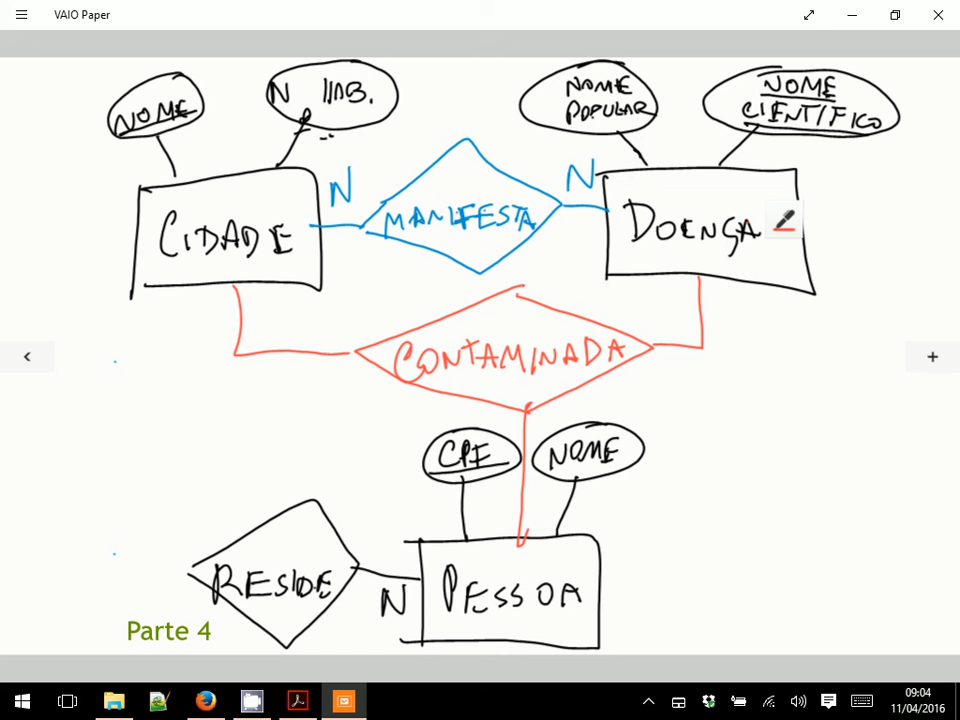 VAIO Paper
NOME
N HAB.
NOME
POPULAR
NOME
CIENTÍFICO
N
MANIFESTA
N
CIDADE
DOENÇA
CONTAMINADA
CPF
NOME
RESIDE
N
PESSOA
Parte 4
09:04
11/04/2016